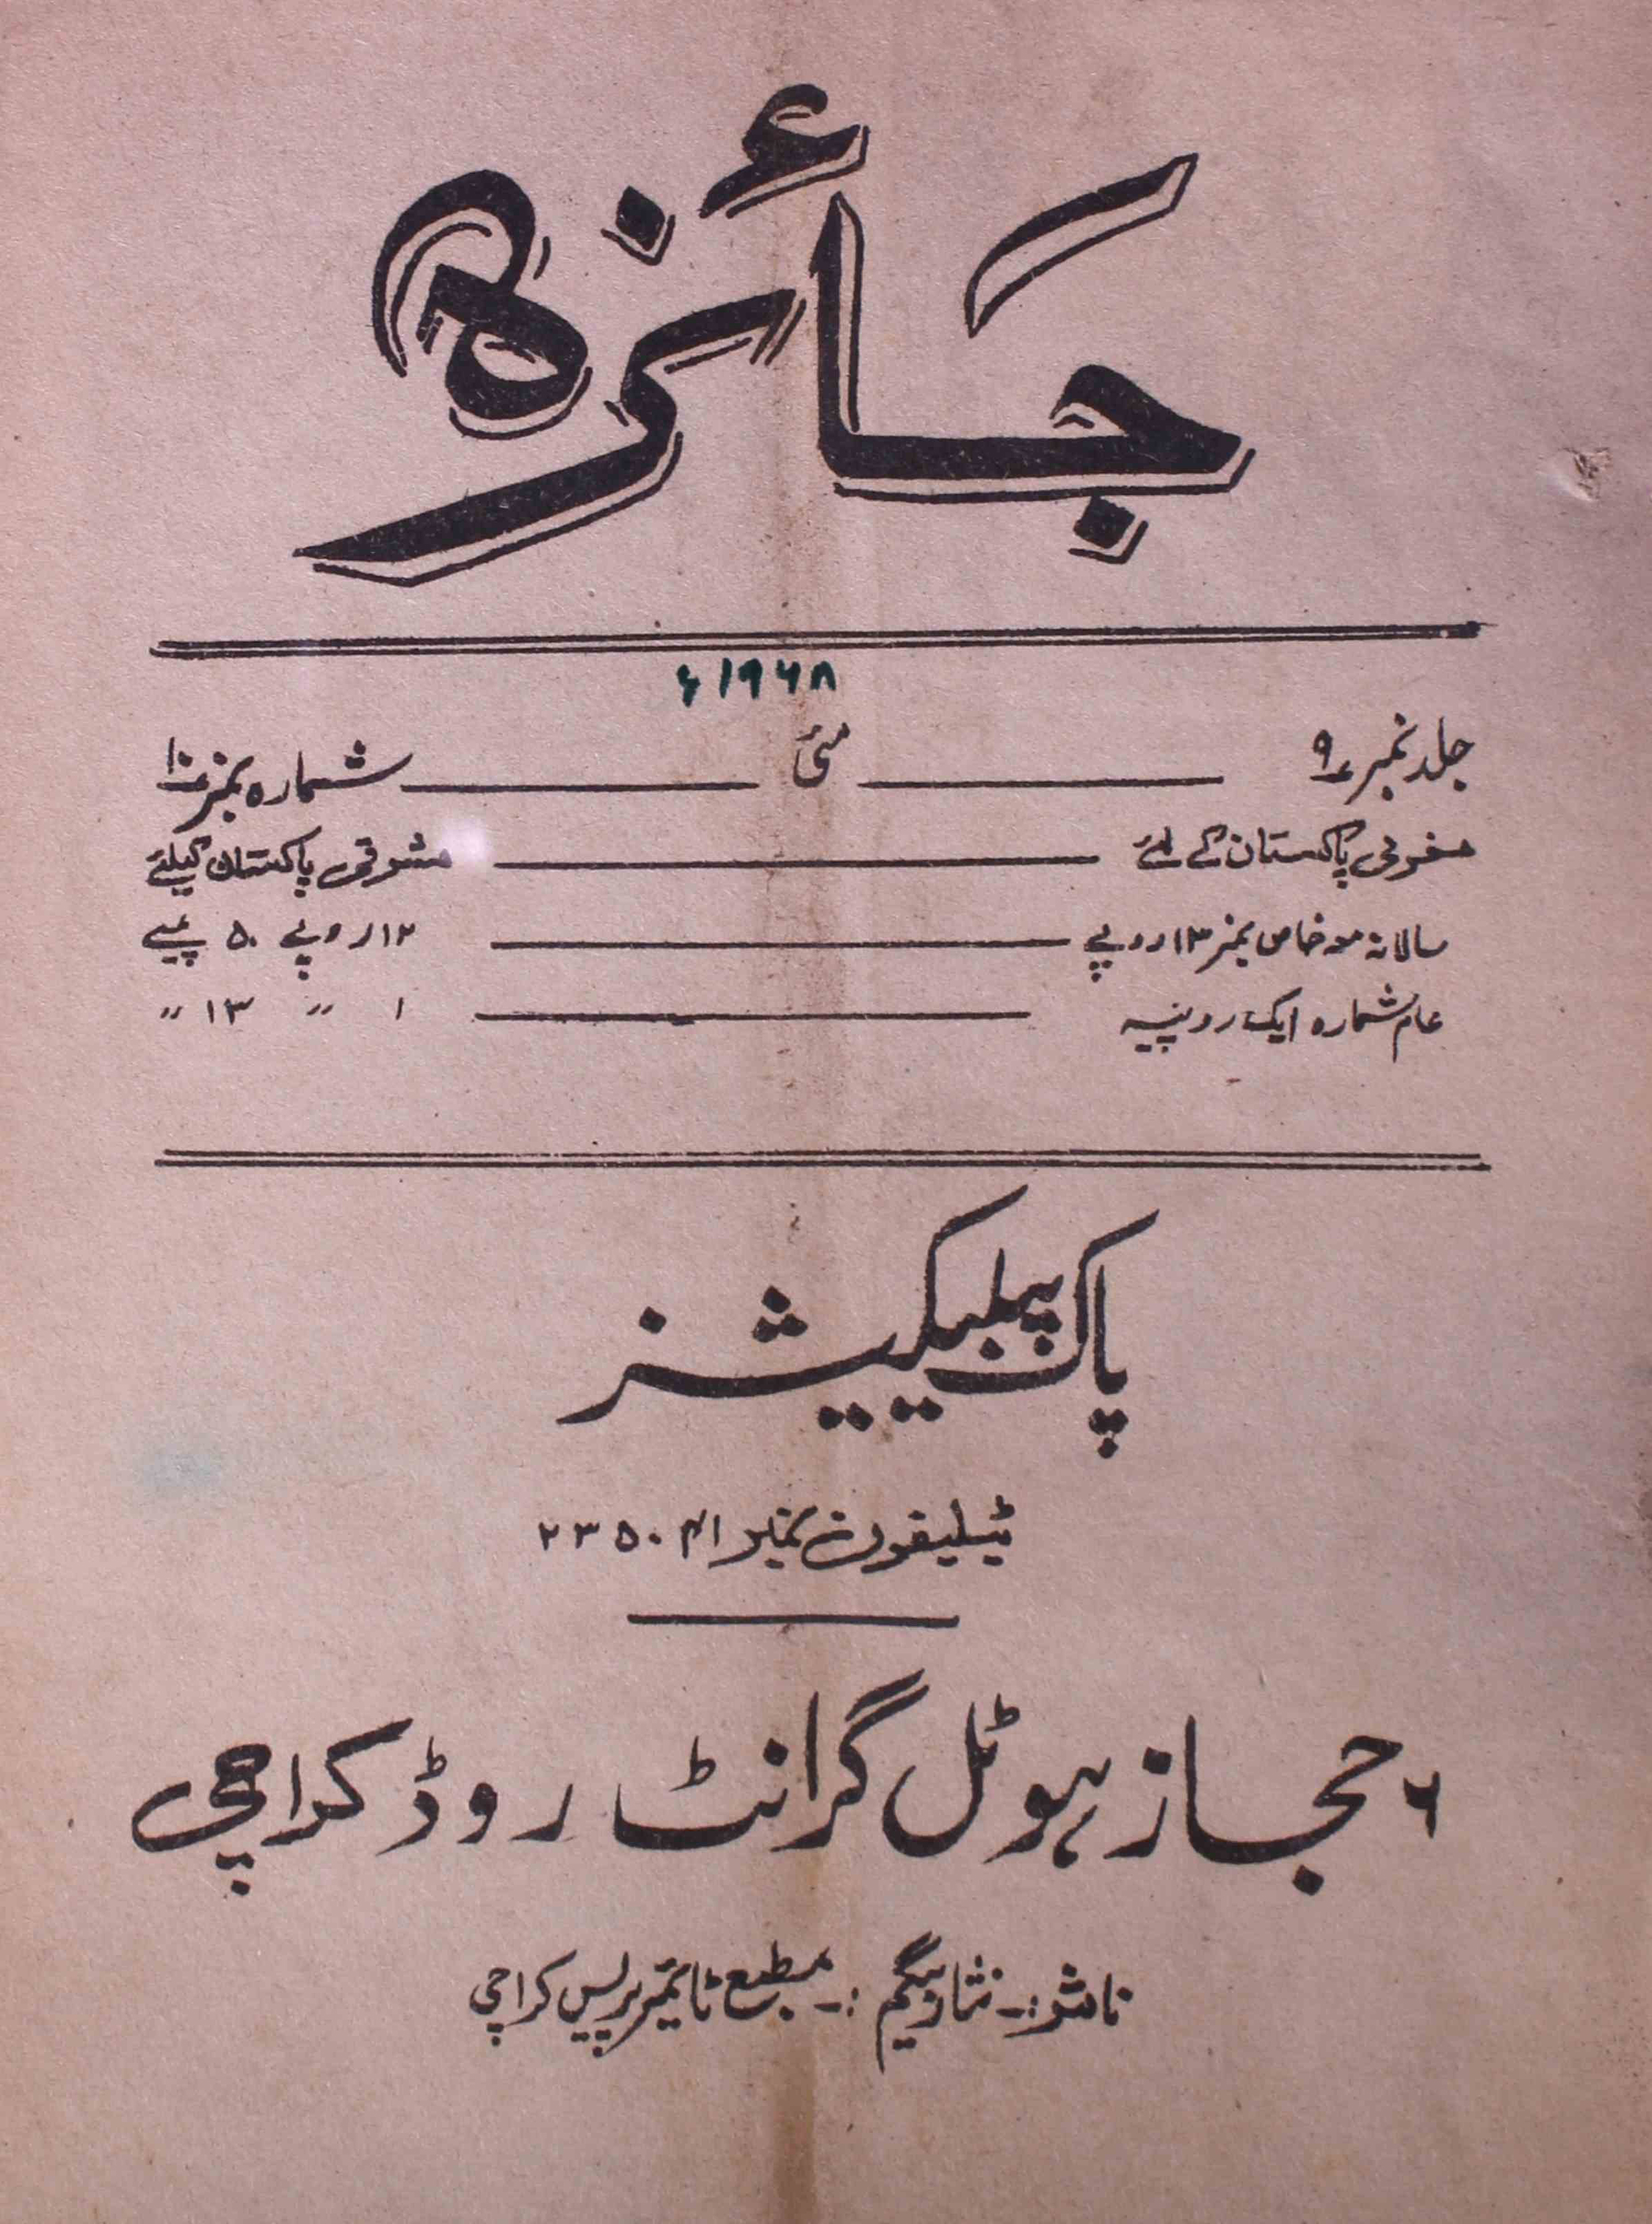 جائزہ
۱۹۶۸ء
جلد نمبر ۹ مئی شمارہ نمبر ۱۰
مغربی پاکستان کے لئے مشرقی پاکستان کیلئے
سالانہ مع خاص نمبر ۱۳ روپے ۱۲ روپے ۵۰ پیسے
عام شمارہ ایک روپیہ ۱ " ۱۳ "
پاک پبلیکیشنز
ٹیلیفون نمبر ۲۳۵۰۴۱
۶ حجاز ہوٹل گرانٹ روڈ کراچی
ناشر:۔ نثار بیگم :۔ مطبع ٹائمز پریس کراچی